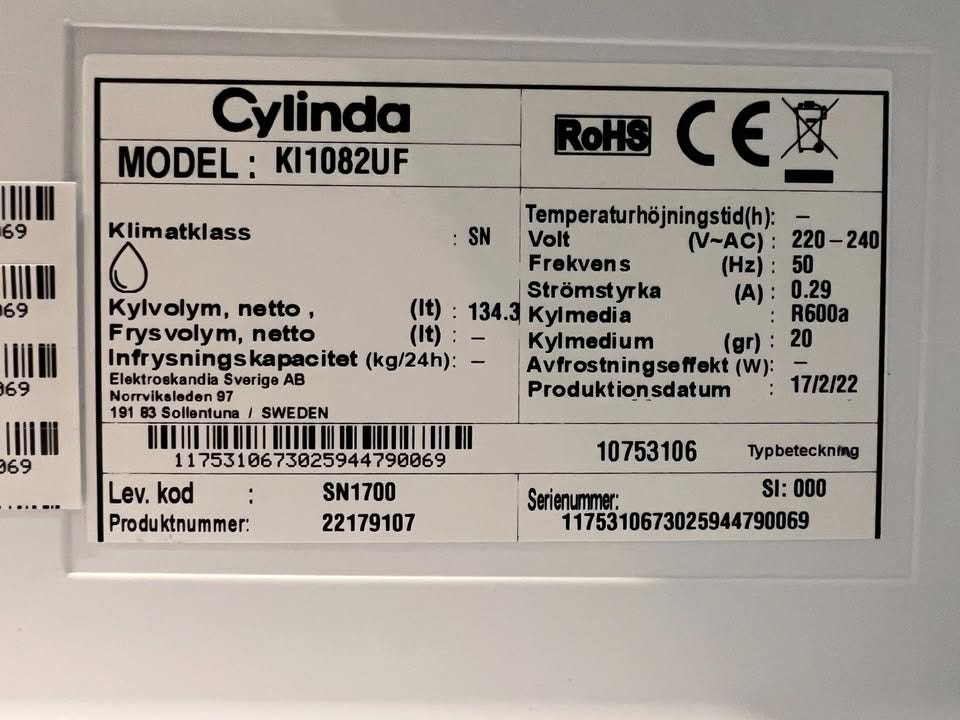 Cylinda
MODEL: KI1082UF
RoHS CE
Klimatklass : SN
Kylvolym, netto , (lt) : 134.3
Frysvolym, netto (lt) : –
Infrysningskapacitet (kg/24h): –
Elektroskandia Sverige AB
Norrviksleden 97
191 83 Sollentuna / SWEDEN
Temperaturhöjningstid(h): –
Volt (V~AC) : 220–240
Frekvens (Hz) : 50
Strömstyrka (A) : 0.29
Kylmedia : R600a
Kylmedium (gr) : 20
Avfrostningseffekt (W): –
Produktionsdatum : 17/2/22
1175310673025944790069
10753106 Typbeteckning
Lev. kod : SN1700
Produktnummer: 22179107
SI: 000
Serienummer:
1175310673025944790069
69
069
069
069